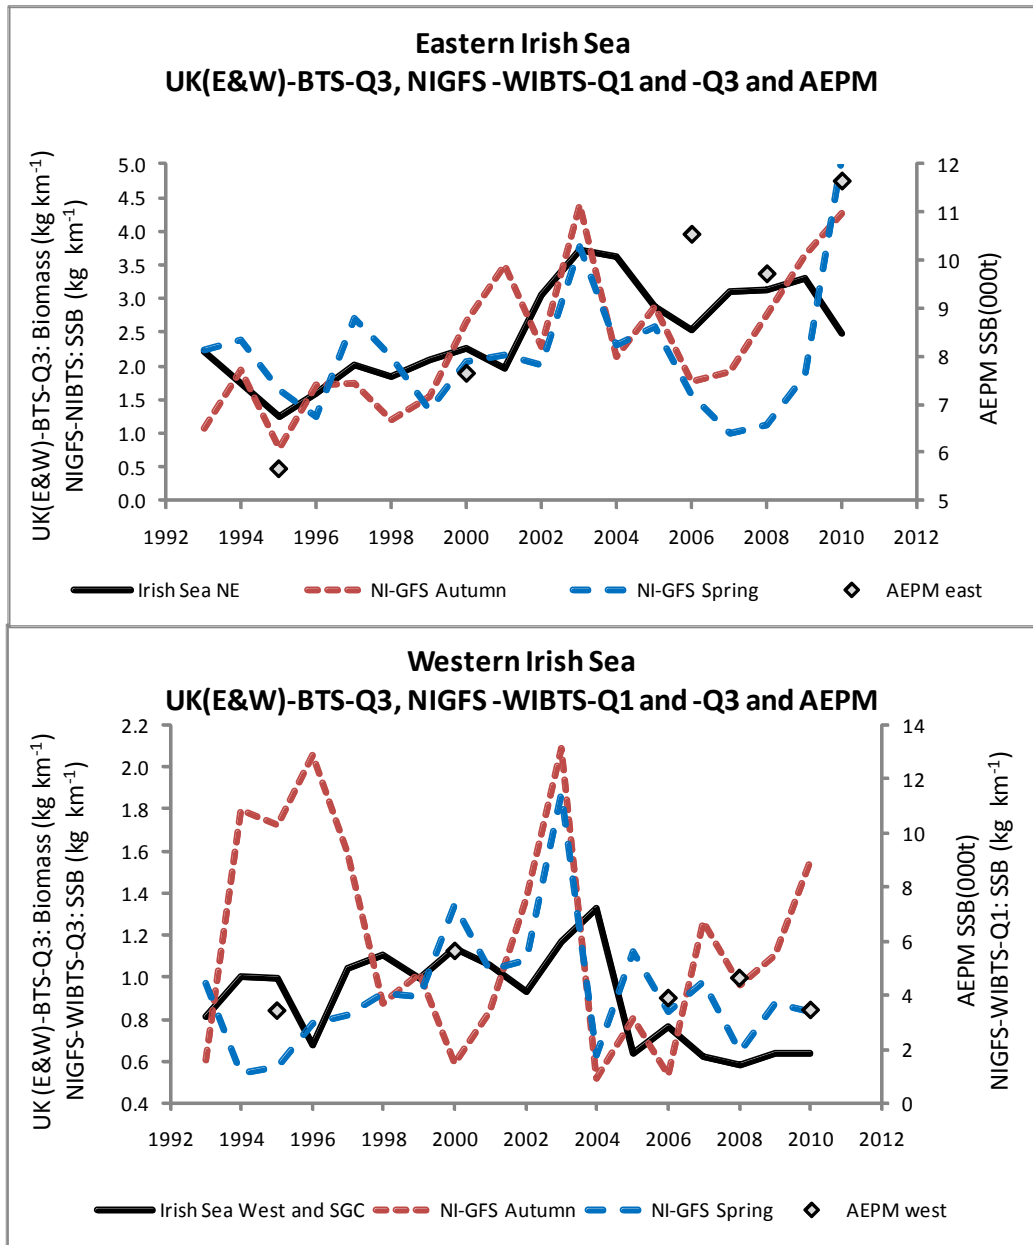 Eastern Irish Sea
UK(E&W)-BTS-Q3, NIGFS -WIBTS-Q1 and -Q3 and AEPM
UK(E&W)-BTS-Q3: Biomass (kg km-1)
NIGFS-NIBTS: SSB (kg km-1)
5.0
4.5
4.0
3.5
3.0
2.5
2.0
1.5
1.0
0.5
0.0
12
11
10
9
8
7
6
5
AEPM SSB(000t)
1992 1994 1996 1998 2000 2002 2004 2006 2008 2010 2012
Irish Sea NE NI-GFS Autumn NI-GFS Spring AEPM east
Western Irish Sea
UK(E&W)-BTS-Q3, NIGFS -WIBTS-Q1 and -Q3 and AEPM
UK (E&W)-BTS-Q3: Biomass (kg km-1)
NIGFS-WIBTS-Q3: SSB (kg km-1)
2.2
2.0
1.8
1.6
1.4
1.2
1.0
0.8
0.6
0.4
14
12
10
8
6
4
2
0
AEPM SSB(000t)
NIGFS-WIBTS-Q1: SSB (kg km-1)
1992 1994 1996 1998 2000 2002 2004 2006 2008 2010 2012
Irish Sea West and SGC NI-GFS Autumn NI-GFS Spring AEPM west